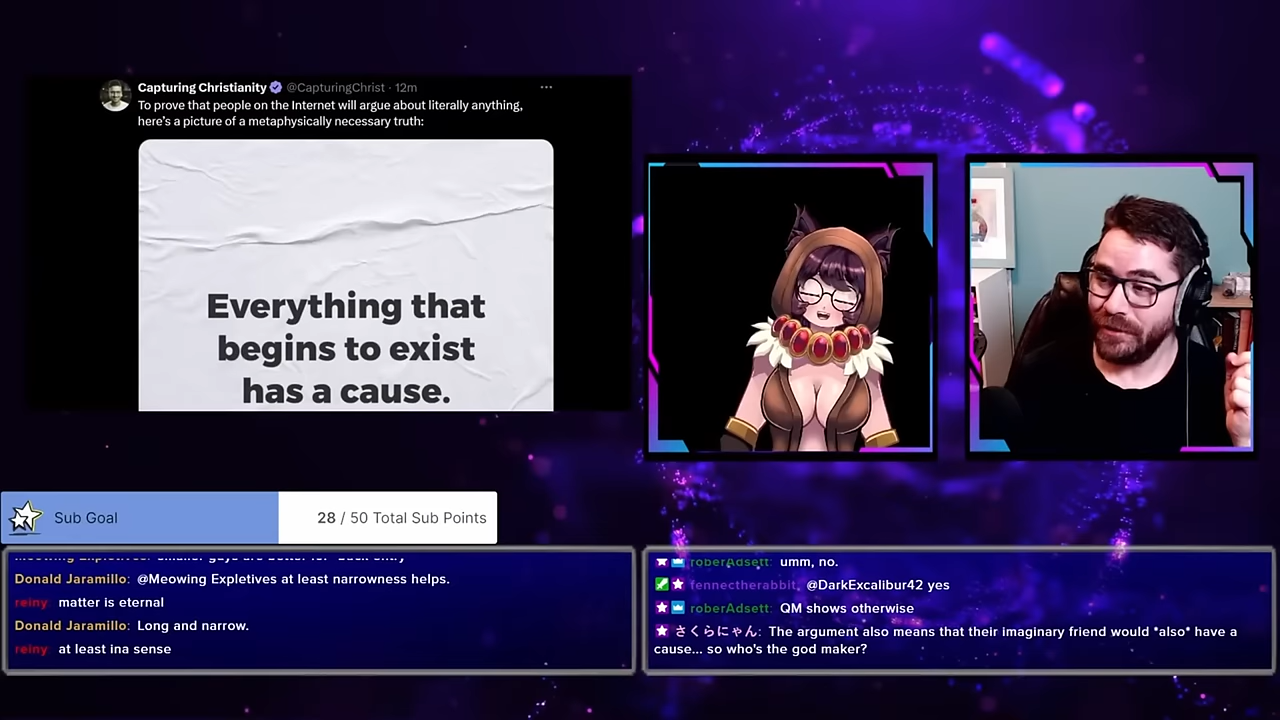 Capturing Christianity @CapturingChrist · 12m
To prove that people on the Internet will argue about literally anything,
here's a picture of a metaphysically necessary truth:
Everything that
begins to exist
has a cause.
Sub Goal
28 / 50 Total Sub Points
Donald Jaramillo: @Meowing Expletives at least narrowness helps.
reiny: matter is eternal
Donald Jaramillo: Long and narrow.
reiny: at least ina sense
roberAdsett: umm, no.
fennectherabbit: @DarkExcalibur42 yes
roberAdsett: QM shows otherwise
さくらにゃん: The argument also means that their imaginary friend would *also* have a
cause... so who's the god maker?